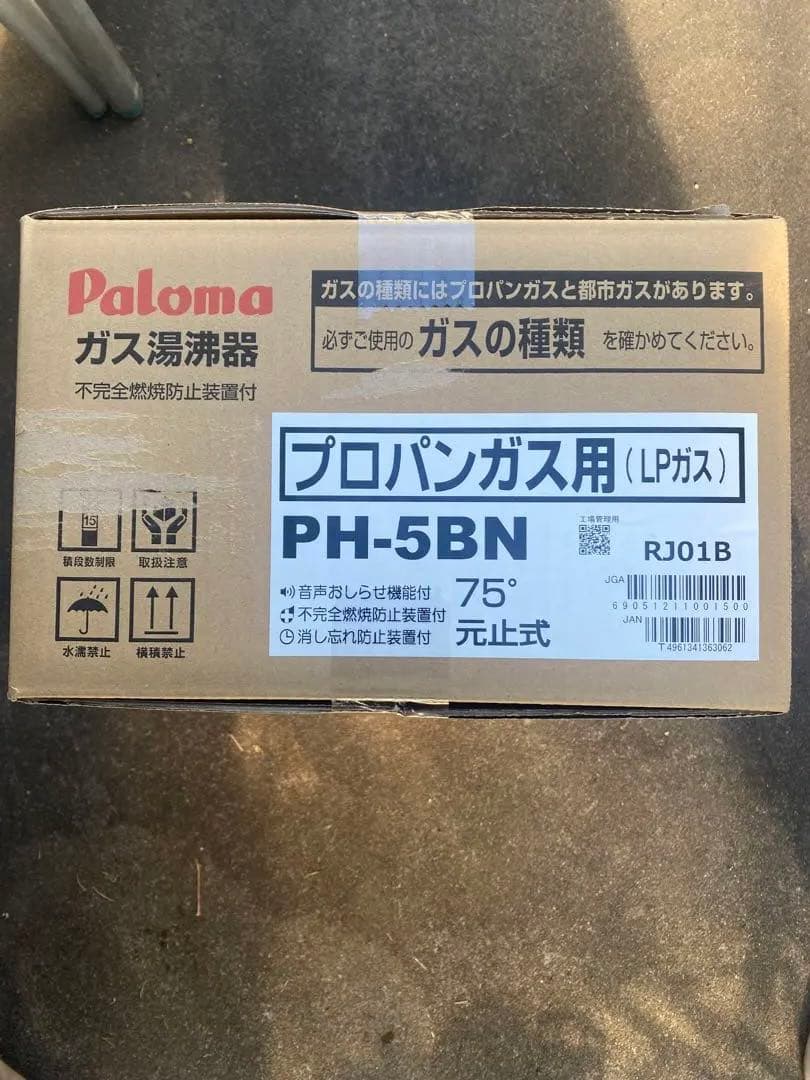 Paloma
ガス湯沸器
不完全燃焼防止装置付
ガスの種類にはプロパンガスと都市ガスがあります。
必ずご使用の ガスの種類 を確かめてください。
プロパンガス用(LPガス)
PH-5BN
工場管理用
RJ01B
音声おしらせ機能付
不完全燃焼防止装置付
消し忘れ防止装置付
75°
元止式
JGA
69051211001500
JAN
T4961341363062
15
積段数制限
取扱注意
水濡禁止
横積禁止